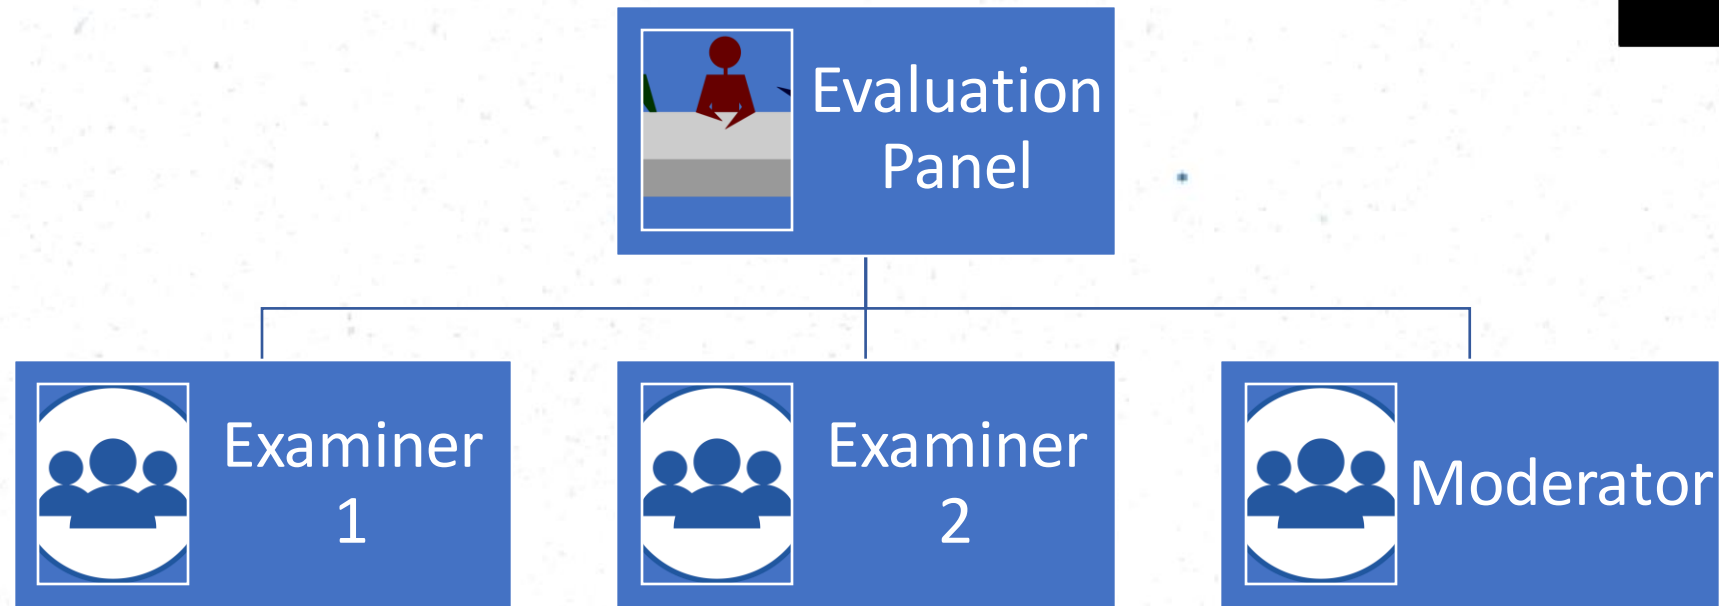 Evaluation
Panel
Examiner
1
Examiner
2
Moderator